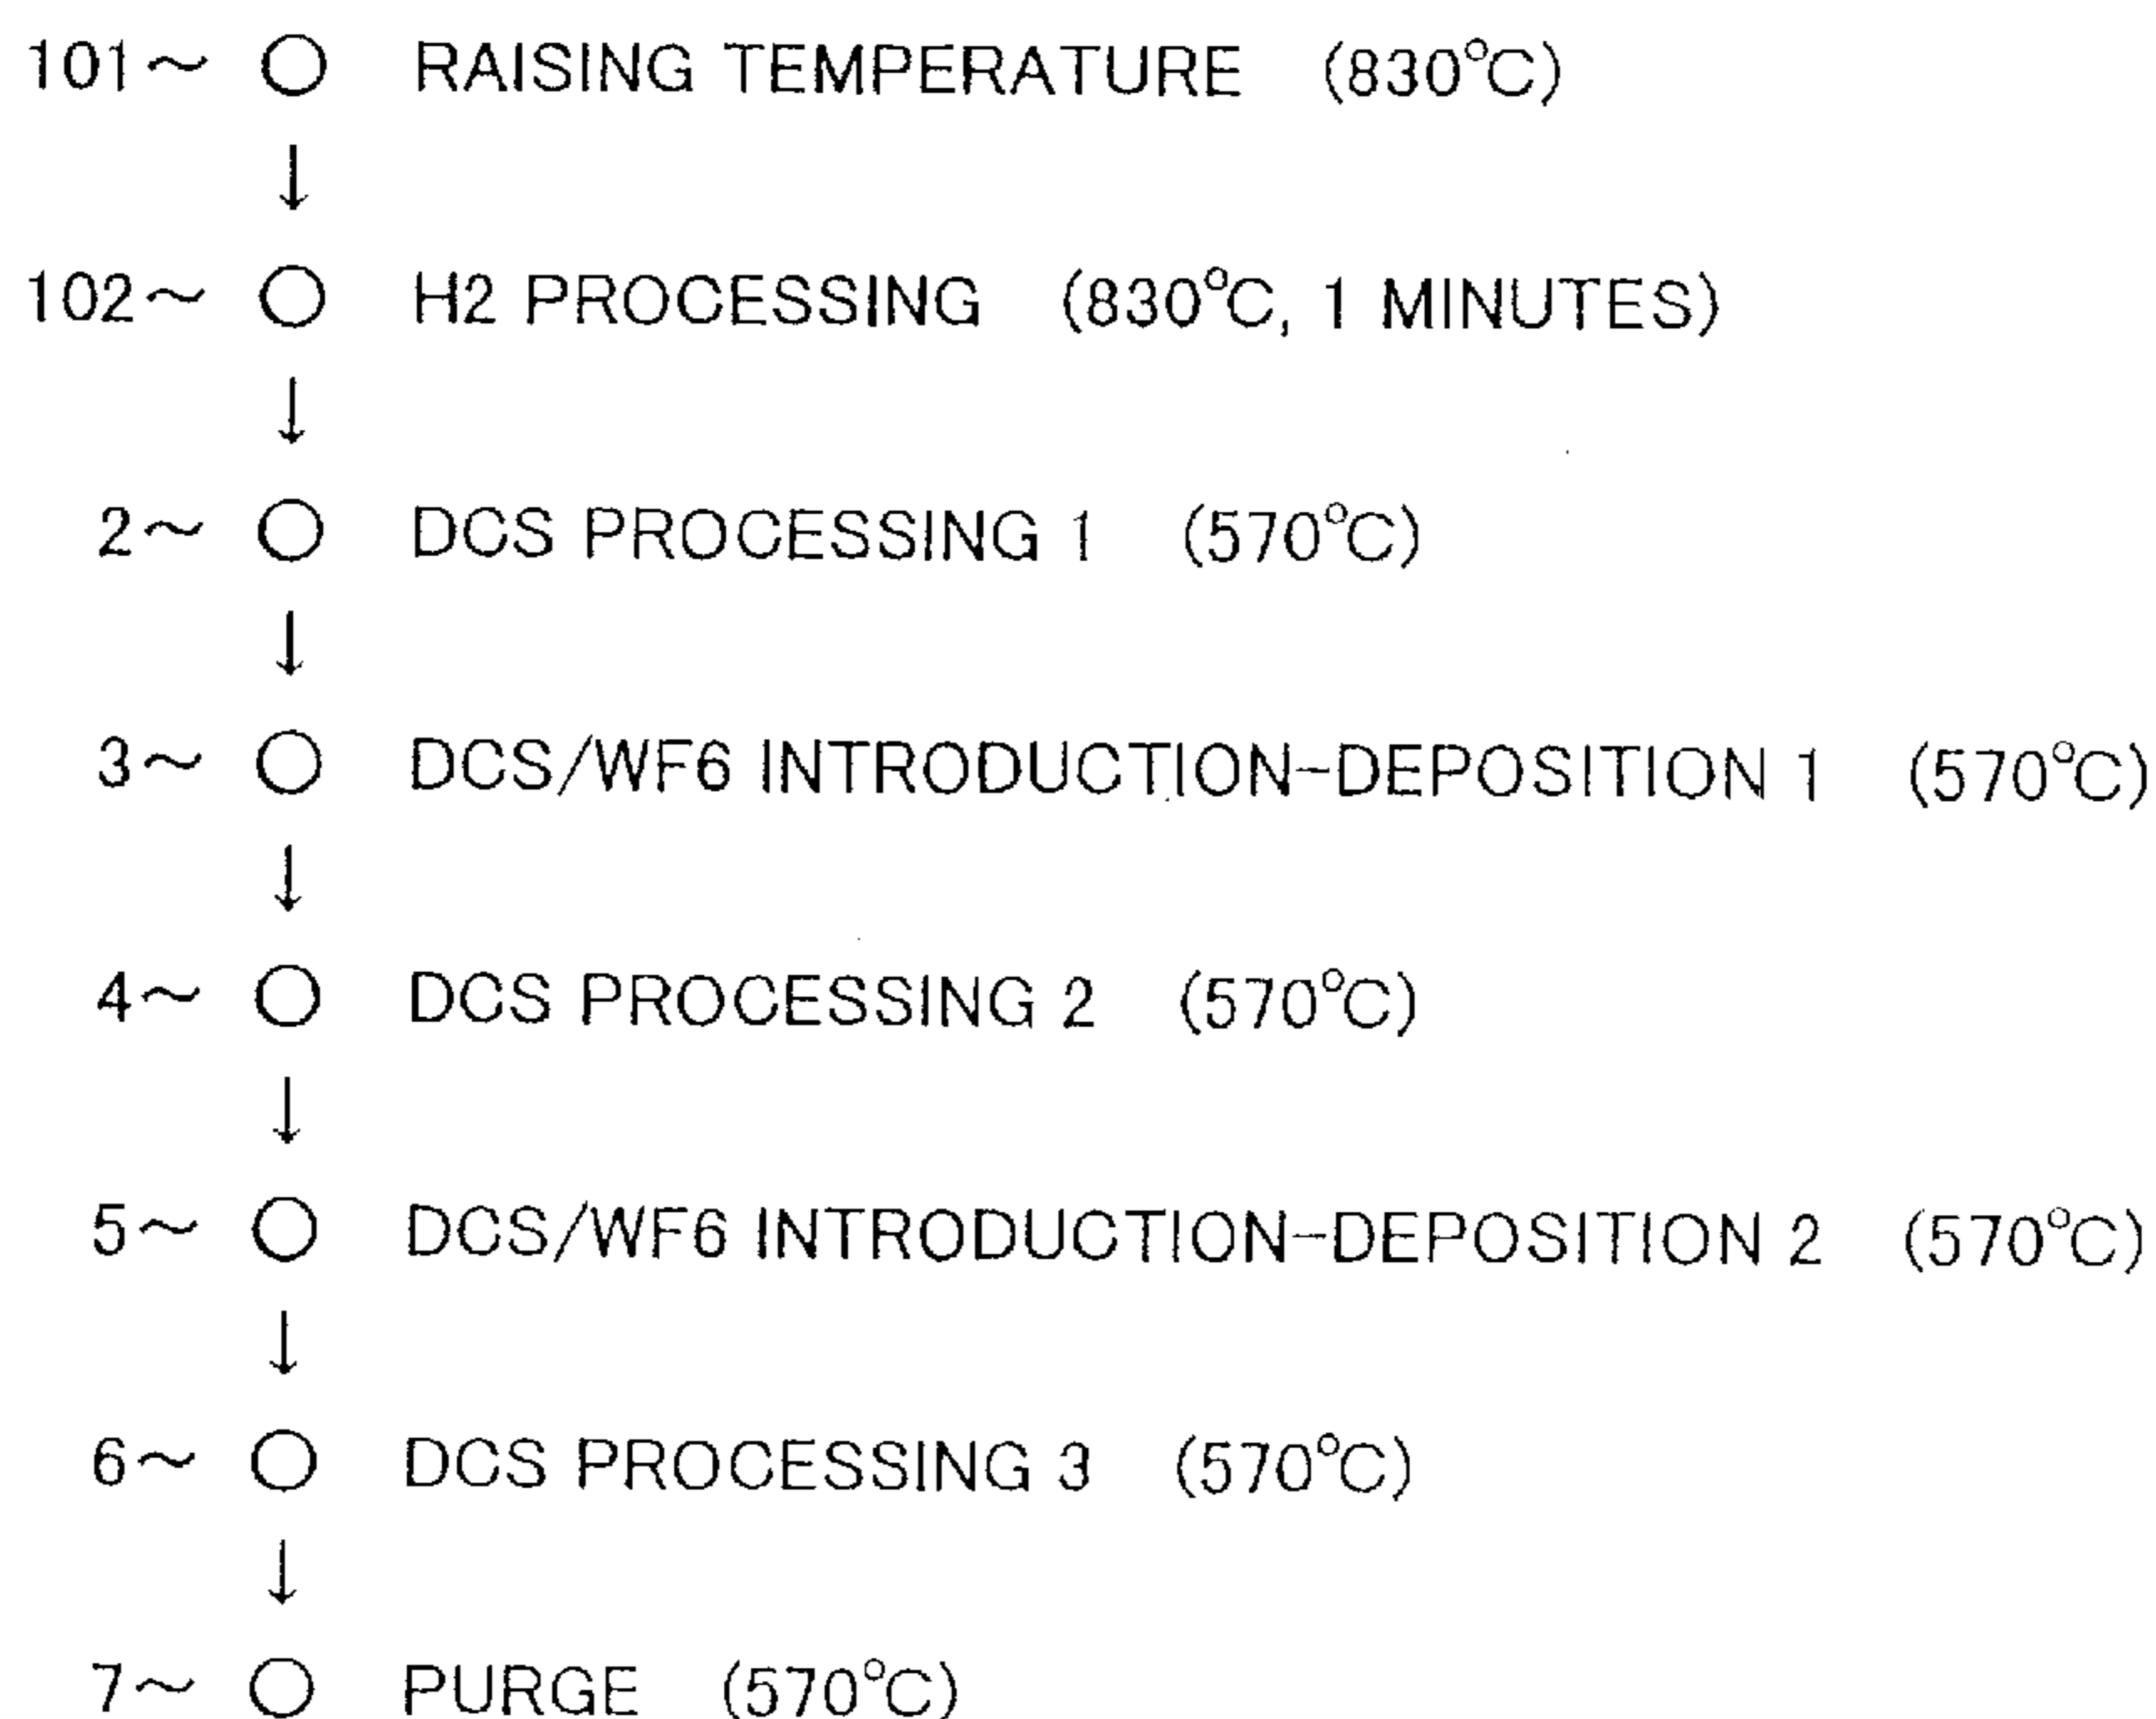 101~ ○ RAISING TEMPERATURE (830°C)
↓
102~ ○ H2 PROCESSING (830°C, 1 MINUTES)
↓
2~ ○ DCS PROCESSING 1 (570°C)
↓
3~ ○ DCS/WF6 INTRODUCTION-DEPOSITION 1 (570°C)
↓
4~ ○ DCS PROCESSING 2 (570°C)
↓
5~ ○ DCS/WF6 INTRODUCTION-DEPOSITION 2 (570°C)
↓
6~ ○ DCS PROCESSING 3 (570°C)
↓
7~ ○ PURGE (570°C)